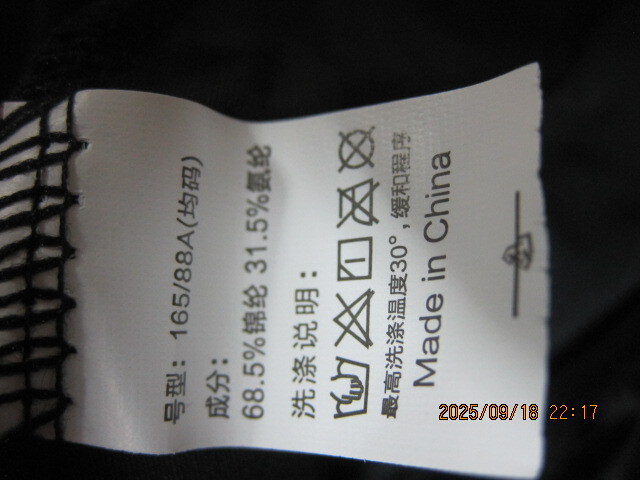 号型：165/88A(均码)
成分：
68.5%锦纶 31.5%氨纶
洗涤说明：
最高洗涤温度30°，缓和程序
Made in China
2025/09/18 22:17